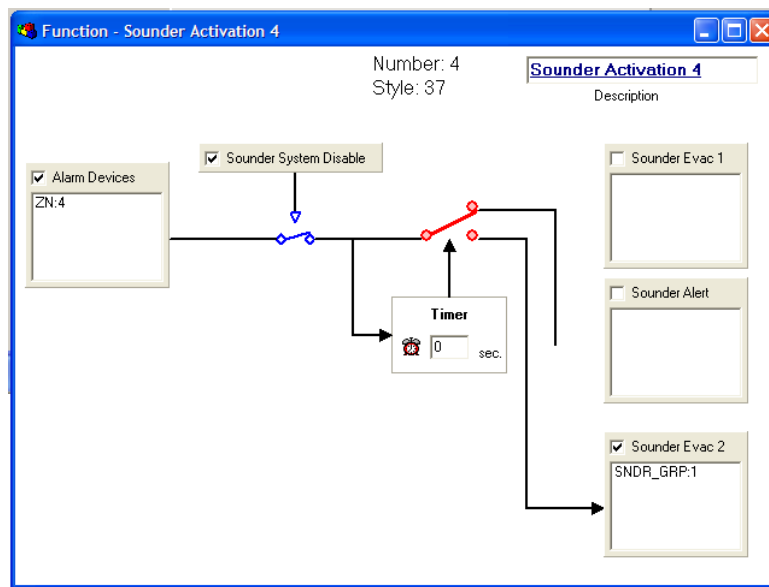 Function - Sounder Activation 4
Number: 4
Style: 37
Sounder Activation 4
Description
Sounder System Disable
Alarm Devices
ZN:4
Sounder Evac 1
Sounder Alert
Timer
0 sec.
Sounder Evac 2
SNDR_GRP:1